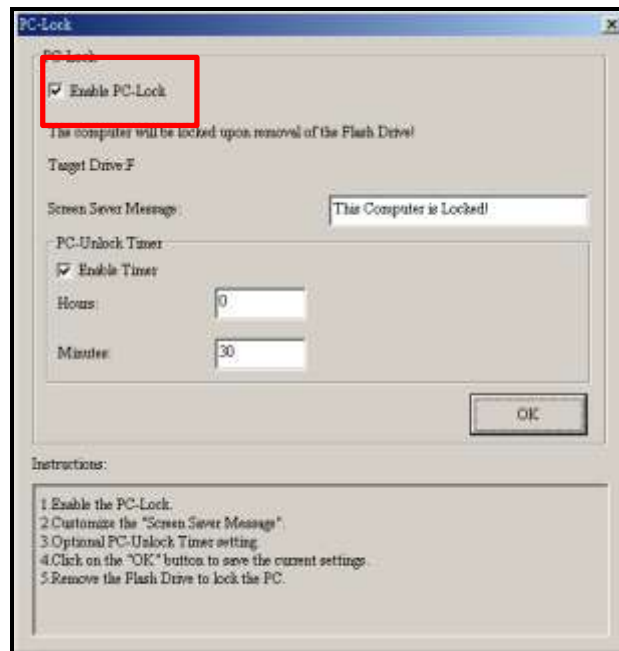 PC-Lock
PC-Lock
Enable PC-Lock
The computer will be locked upon removal of the Flash Drive!
Target Drive:F
Screen Saver Message:
This Computer is Locked!
PC-Unlock Timer
Enable Timer
Hours:
0
Minutes:
30
OK
Instructions:
1.Enable the PC-Lock.
2.Customize the "Screen Saver Message".
3.Optional PC-Unlock Timer setting.
4.Click on the "OK" button to save the current settings.
5.Remove the Flash Drive to lock the PC.